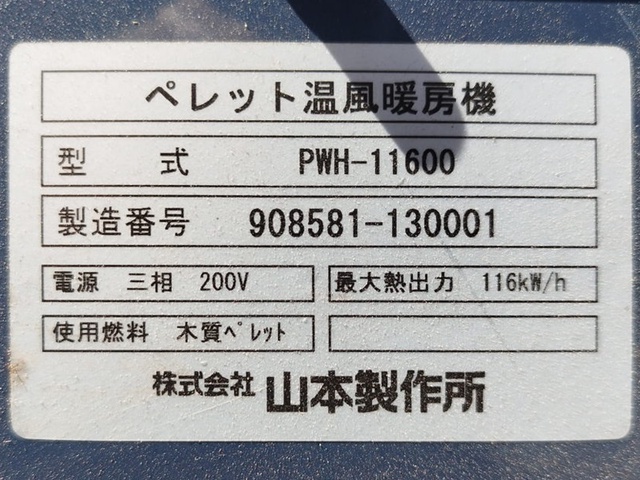 ペレット温風暖房機
型 式 PWH-11600
製造番号 908581-130001
電源 三相 200V 最大熱出力 116kW/h
使用燃料 木質ペレット
株式会社 山本製作所